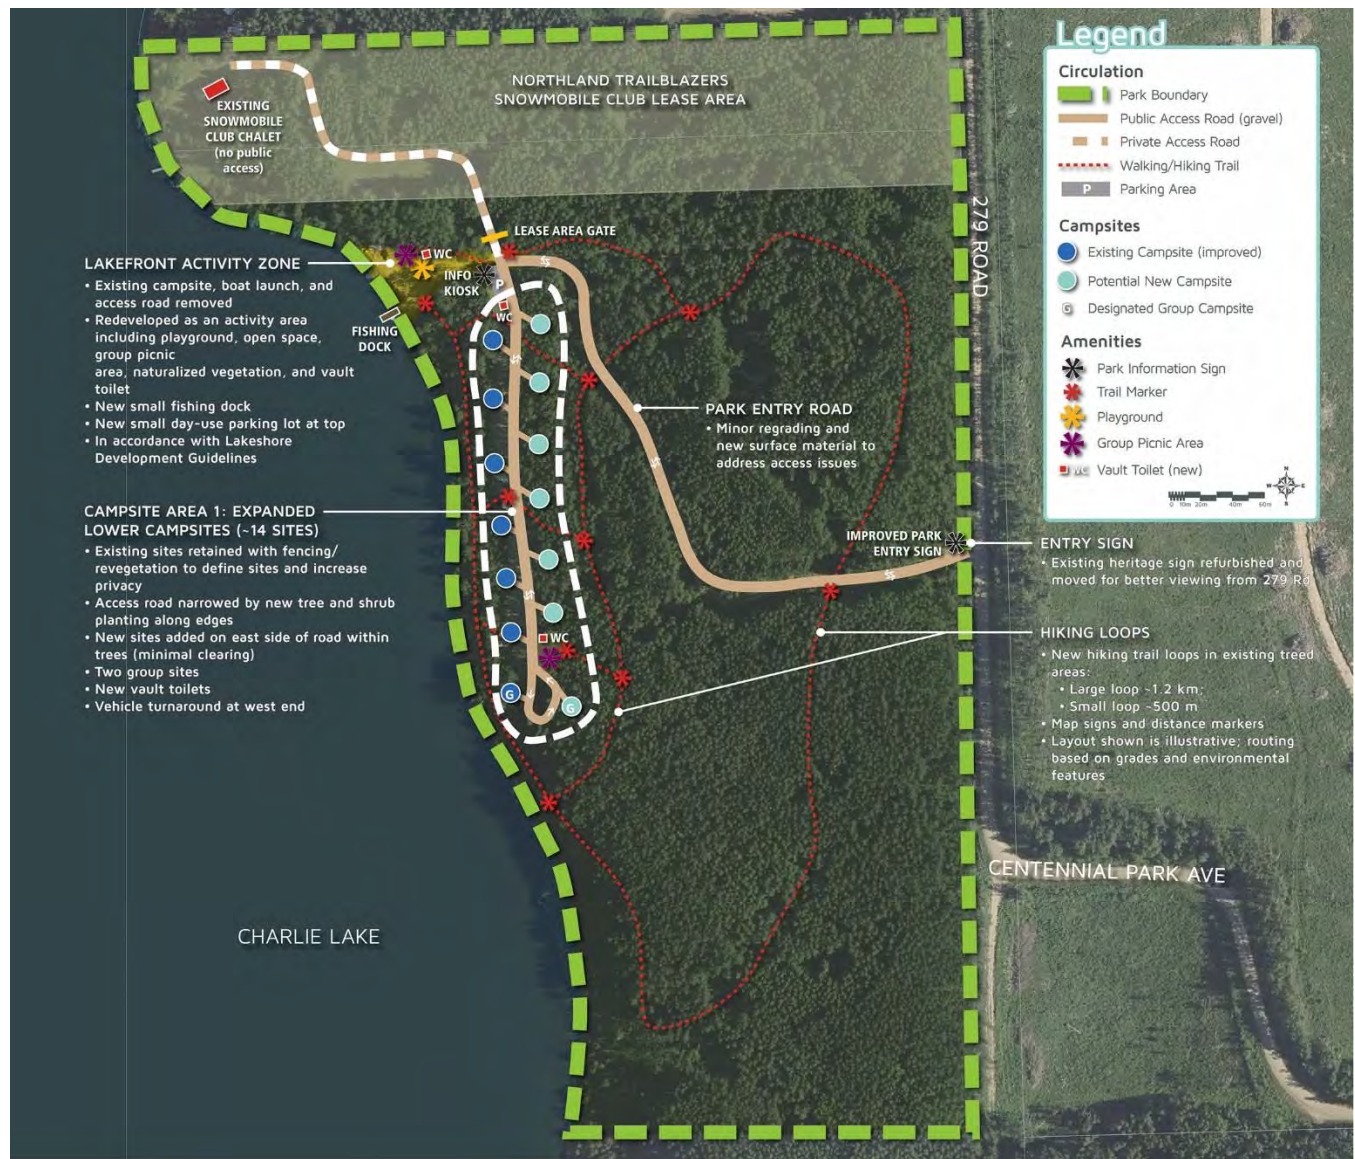 Legend
Circulation
Park Boundary
Public Access Road (gravel)
Private Access Road
Walking/Hiking Trail
P Parking Area
Campsites
Existing Campsite (improved)
Potential New Campsite
G Designated Group Campsite
Amenities
Park Information Sign
Trail Marker
Playground
Group Picnic Area
WC Vault Toilet (new)
N
W E
S
0 10m 20m 40m 60m
NORTHLAND TRAILBLAZERS
SNOWMOBILE CLUB LEASE AREA
EXISTING
SNOWMOBILE
CLUB CHALET
(no public
access)
279 ROAD
LEASE AREA GATE
WC
INFO
KIOSK
P
WC
FISHING
DOCK
LAKEFRONT ACTIVITY ZONE
• Existing campsite, boat launch, and
access road removed
• Redeveloped as an activity area
including playground, open space,
group picnic
area, naturalized vegetation, and vault
toilet
• New small fishing dock
• New small day-use parking lot at top
• In accordance with Lakeshore
Development Guidelines
PARK ENTRY ROAD
• Minor regrading and
new surface material to
address access issues
CAMPSITE AREA 1: EXPANDED
LOWER CAMPSITES (~14 SITES)
• Existing sites retained with fencing/
revegetation to define sites and increase
privacy
• Access road narrowed by new tree and shrub
planting along edges
• New sites added on east side of road within
trees (minimal clearing)
• Two group sites
• New vault toilets
• Vehicle turnaround at west end
WC
G
G
IMPROVED PARK
ENTRY SIGN
ENTRY SIGN
• Existing heritage sign refurbished and
moved for better viewing from 279 Rd
HIKING LOOPS
• New hiking trail loops in existing treed
areas:
• Large loop ~1.2 km;
• Small loop ~500 m
• Map signs and distance markers
• Layout shown is illustrative; routing
based on grades and environmental
features
CENTENNIAL PARK AVE
CHARLIE LAKE